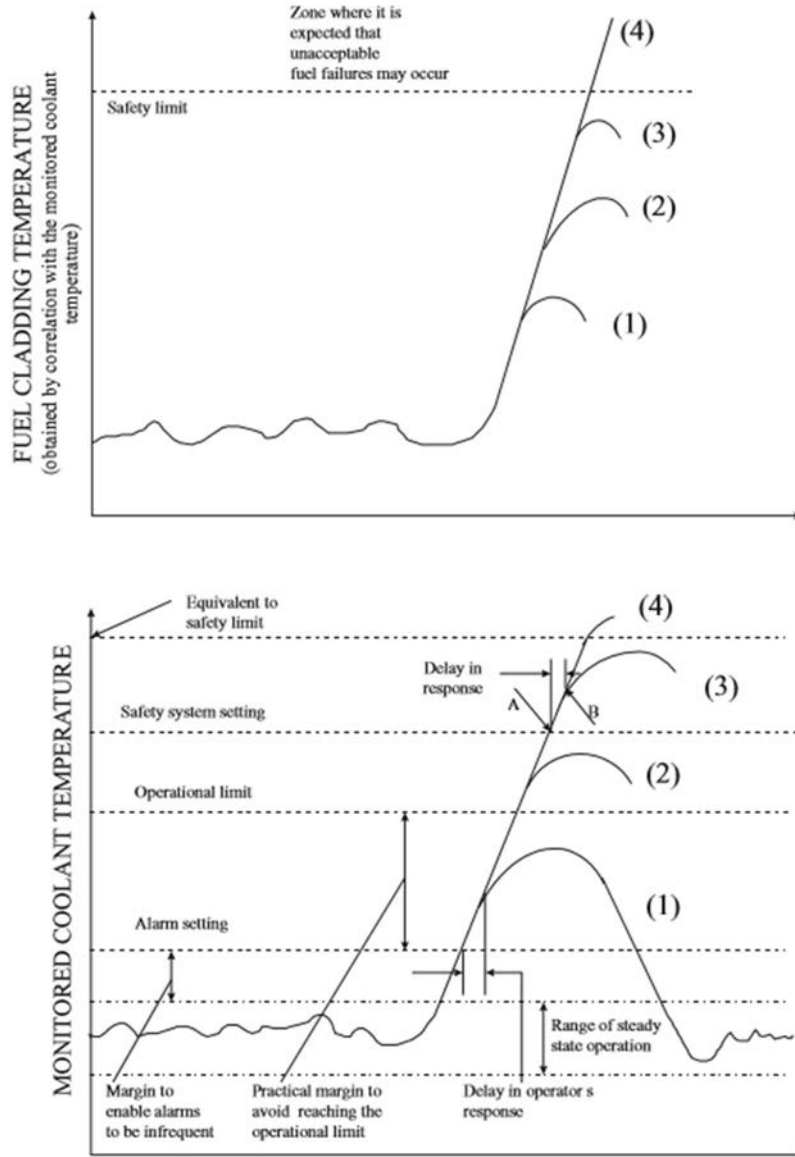 Zone where it is
expected that
unacceptable
fuel failures may occur
(4)
Safety limit
(3)
(2)
(1)
FUEL CLADDING TEMPERATURE
(obtained by correlation with the monitored coolant
temperature)
Equivalent to
safety limit
(4)
Delay in
response
(3)
A
B
Safety system setting
(2)
Operational limit
(1)
Alarm setting
Range of steady
state operation
Margin to
enable alarms
to be infrequent
Practical margin to
avoid reaching the
operational limit
Delay in operator s
response
MONITORED COOLANT TEMPERATURE